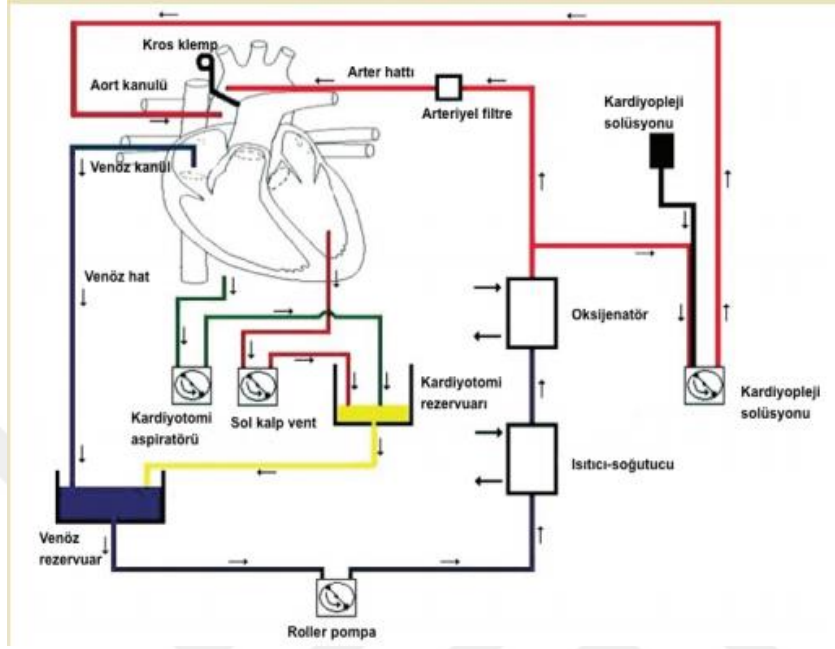 Kros klemp
Aort kanulü
Arter hattı
Arteriyel filtre
Kardiyopleji
solüsyonu
Venöz kanül
Venöz hat
Oksijenatör
Kardiyotomi
aspiratörü
Sol kalp vent
Kardiyotomi
rezervuarı
Kardiyopleji
solüsyonu
Isıtıcı-soğutucu
Venöz
rezervuar
Roller pompa